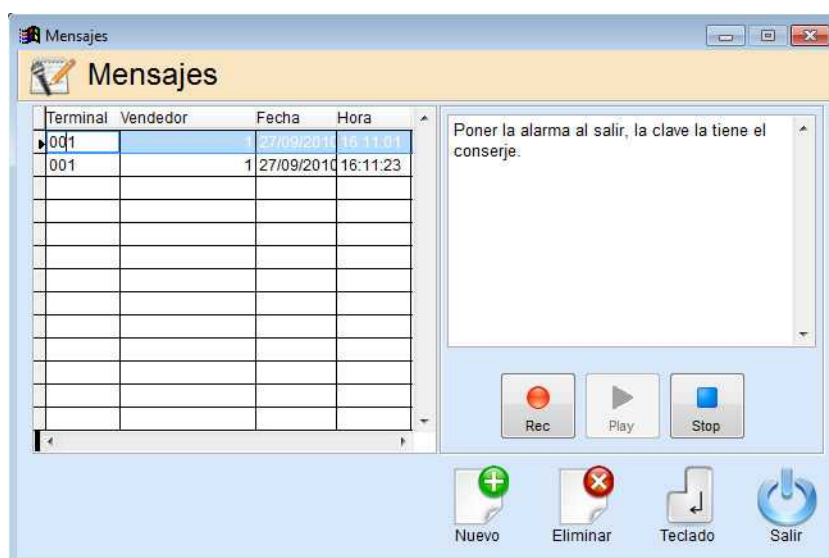 Mensajes
Mensajes
Terminal Vendedor Fecha Hora
001 1 27/09/2010 16:11:01
001 1 27/09/2010 16:11:23
Poner la alarma al salir, la clave la tiene el
conserje.
Rec Play Stop
Nuevo Eliminar Teclado Salir